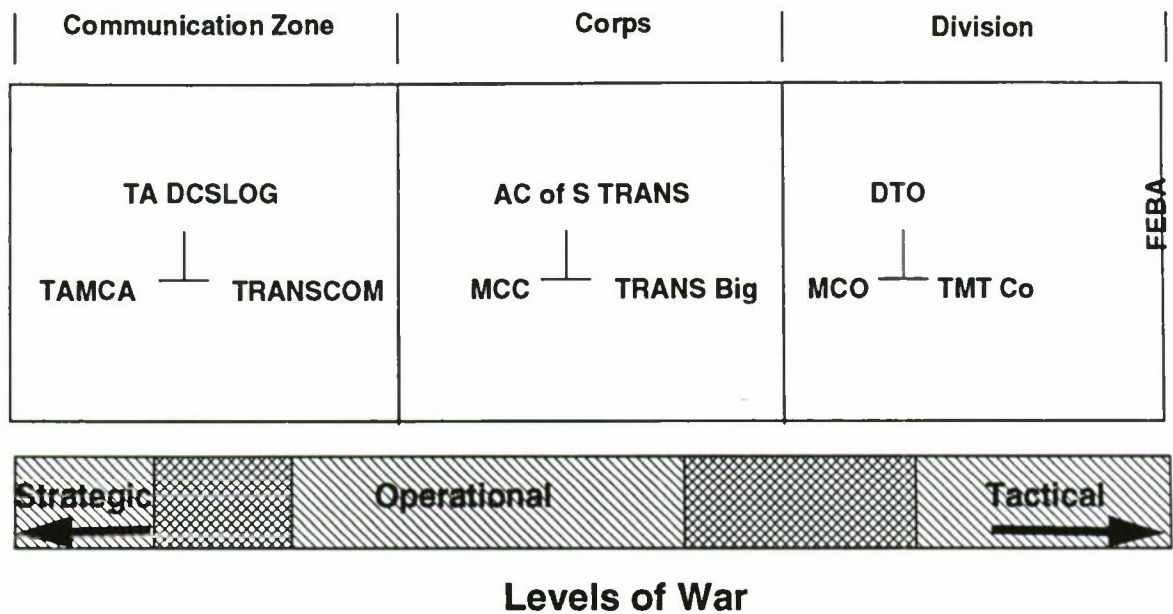 Communication Zone
Corps
Division
TA DCSLOG
AC of S TRANS
DTO
FEBA
TAMCA
TRANSCOM
MCC
TRANS Big
MCO
TMT Co
Strategic
Operational
Tactical
Levels of War